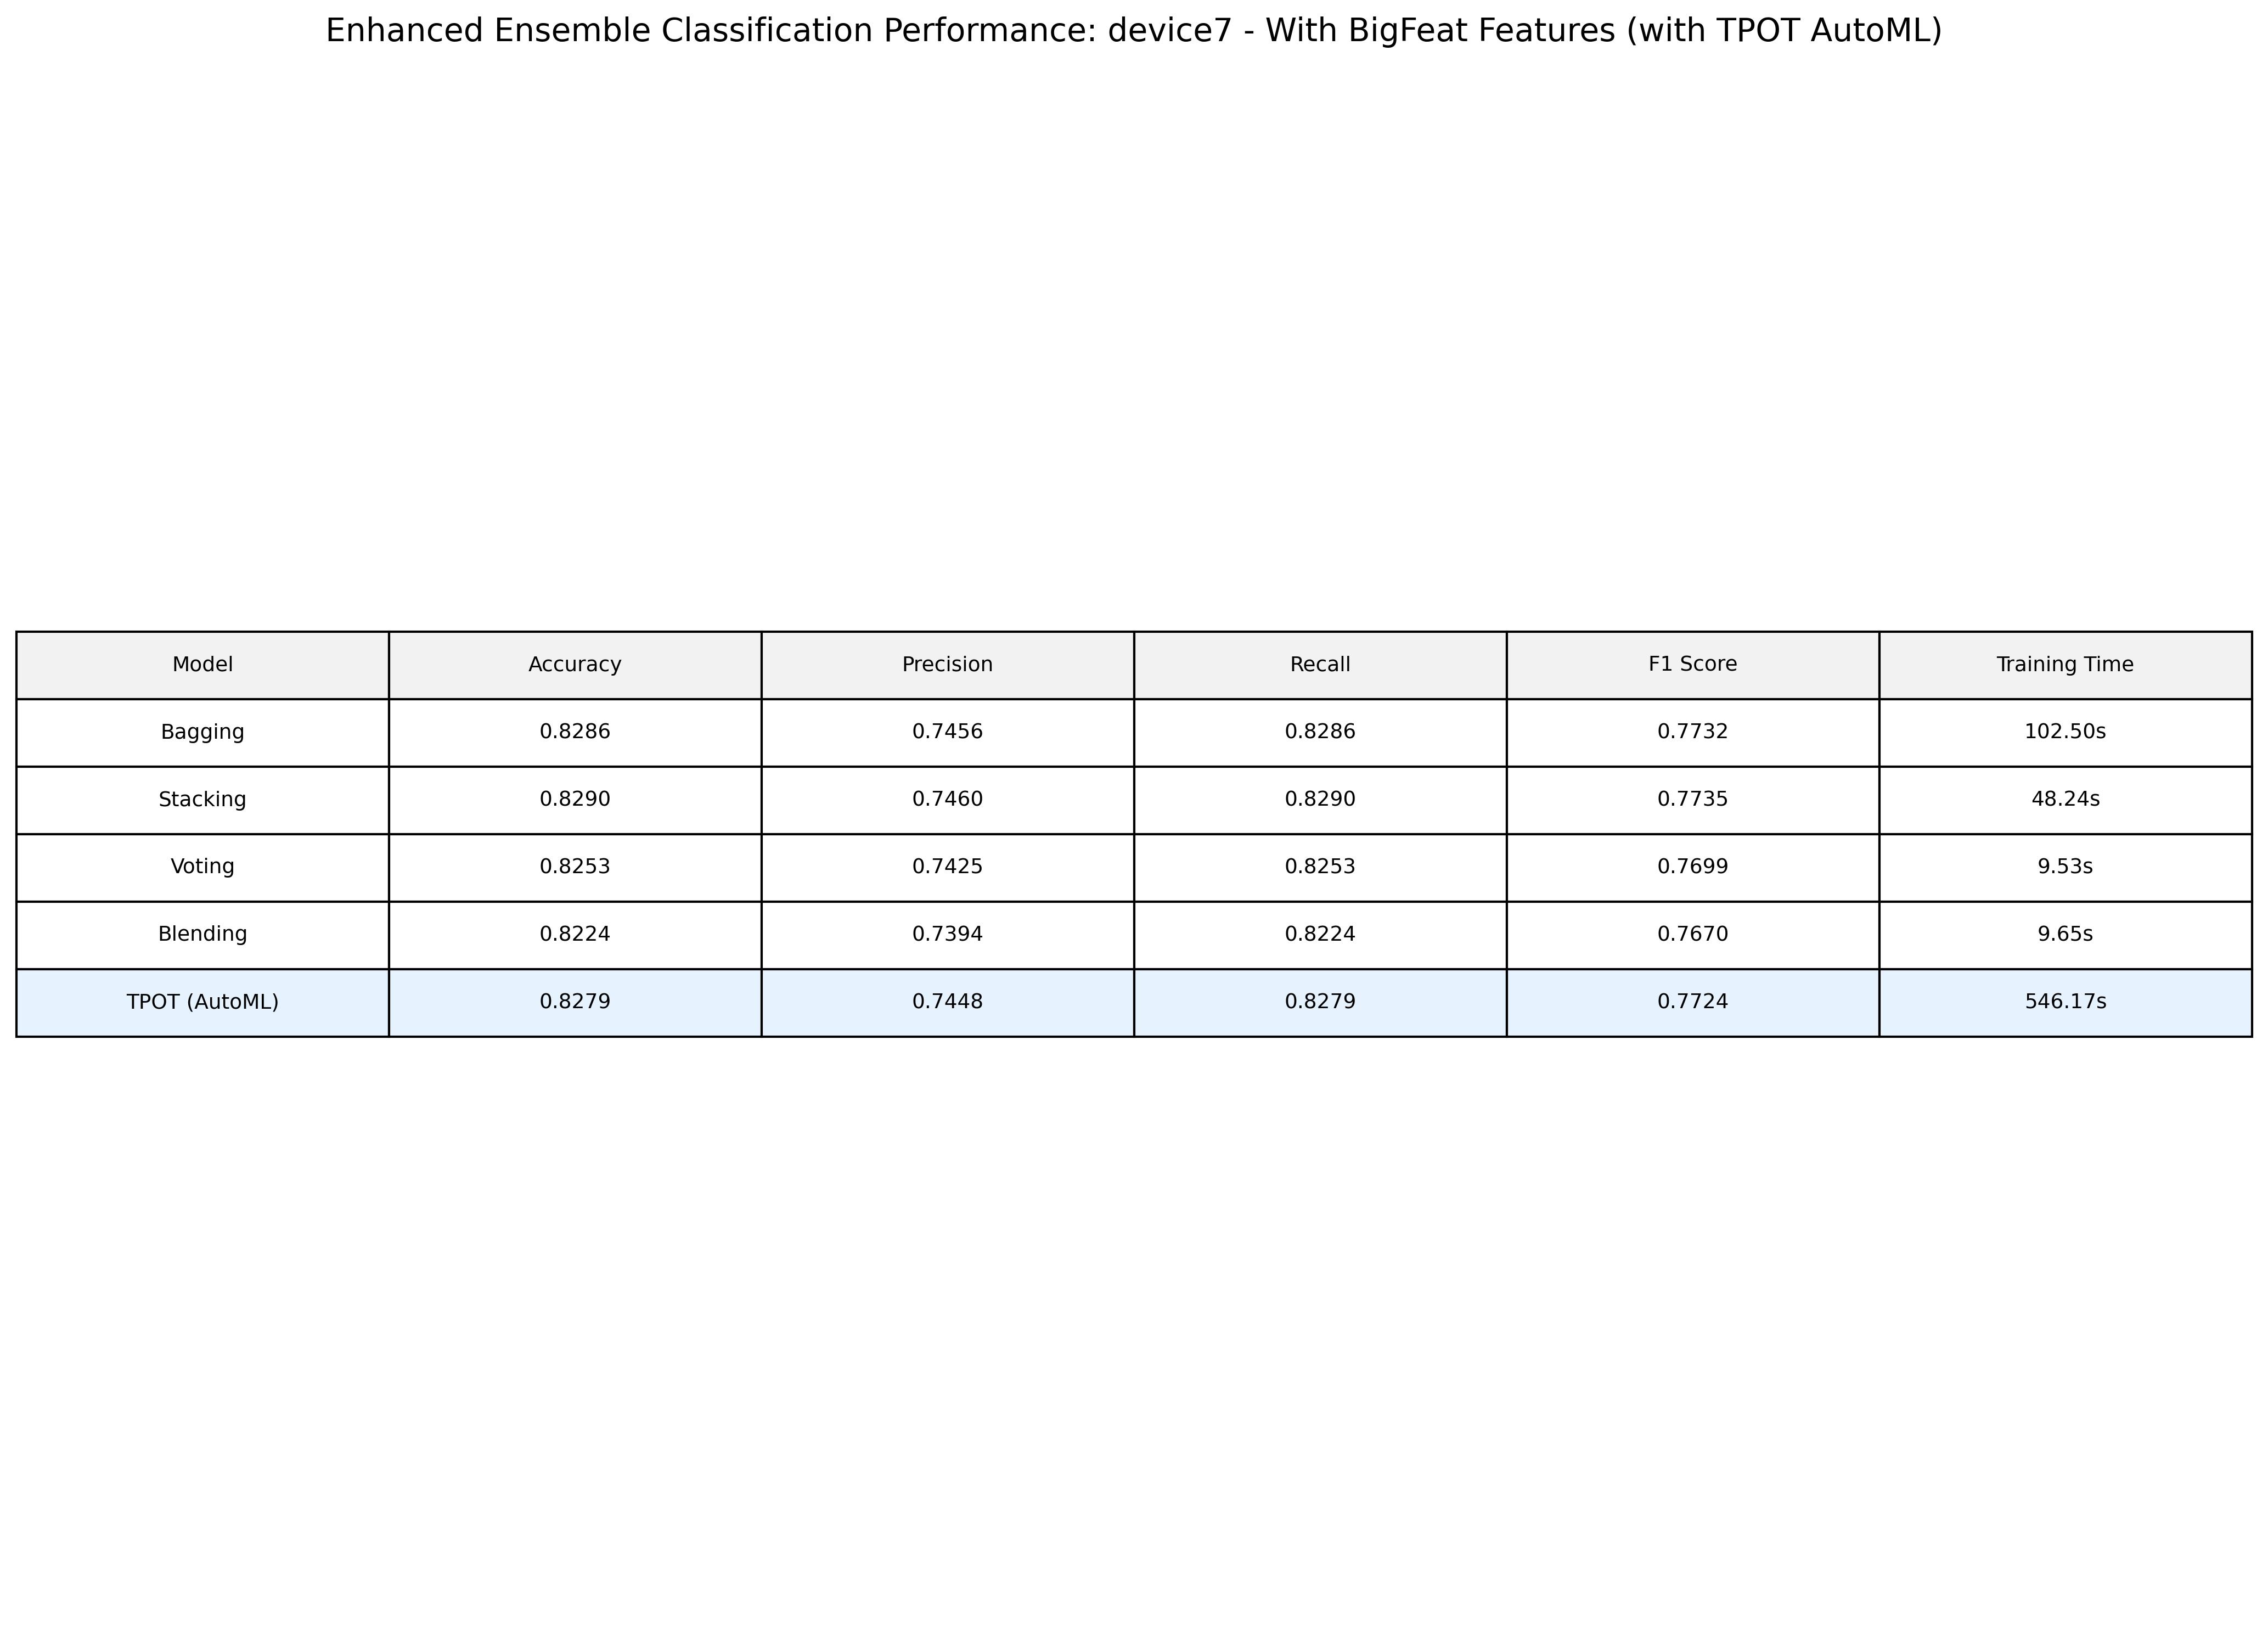 Enhanced Ensemble Classification Performance: device7 - With BigFeat Features (with TPOT AutoML)
Model Accuracy Precision Recall F1 Score Training Time
Bagging 0.8286 0.7456 0.8286 0.7732 102.50s
Stacking 0.8290 0.7460 0.8290 0.7735 48.24s
Voting 0.8253 0.7425 0.8253 0.7699 9.53s
Blending 0.8224 0.7394 0.8224 0.7670 9.65s
TPOT (AutoML) 0.8279 0.7448 0.8279 0.7724 546.17s